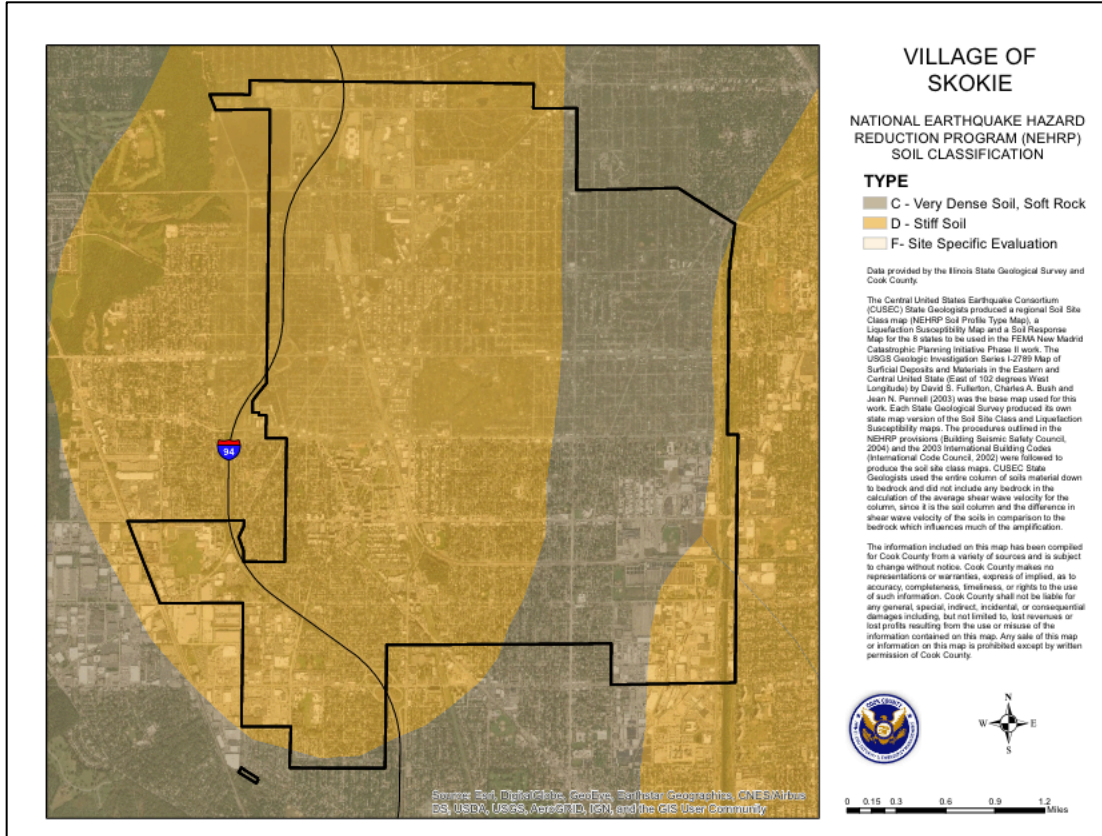 VILLAGE OF
SKOKIE
NATIONAL EARTHQUAKE HAZARD
REDUCTION PROGRAM (NEHRP)
SOIL CLASSIFICATION
TYPE
C - Very Dense Soil, Soft Rock
D - Stiff Soil
F- Site Specific Evaluation
Data provided by the Illinois State Geological Survey and
Cook County.
The Central United States Earthquake Consortium
(CUSEC) State Geologists produced a regional Soil Site
Class map (NEHRP Soil Profile Type Map), a
Liquefaction Susceptibility Map and a Soil Response
Map for the 8 states to be used in the FEMA New Madrid
Catastrophic Planning Initiative Phase II work. The
USGS Geologic Investigation Series I-2789 Map of
Surficial Deposits and Materials in the Eastern and
Central United State (East of 102 degrees West
Longitude) by David S. Fullerton, Charles A. Bush and
Jean N. Pennell (2003) was the base map used for this
work. Each State Geological Survey produced its own
state map version of the Soil Site Class and Liquefaction
Susceptibility maps. The procedures outlined in the
NEHRP provisions (Building Seismic Safety Council,
2004) and the 2003 International Building Codes
(International Code Council, 2002) were followed to
produce the soil site class maps. CUSEC State
Geologists used the entire column of soils material down
to bedrock and did not include any bedrock in the
calculation of the average shear wave velocity for the
column, since it is the soil column and the difference in
shear wave velocity of the soils in comparison to the
bedrock which influences much of the amplification.
The information included on this map has been compiled
for Cook County from a variety of sources and is subject
to change without notice. Cook County makes no
representations or warranties, express of implied, as to
accuracy, completeness, timeliness, or rights to the use
of such information. Cook County shall not be liable for
any general, special, indirect, incidental, or consequential
damages including, but not limited to, lost revenues or
lost profits resulting from the use or misuse of the
information contained on this map. Any sale of this map
or information on this map is prohibited except by written
permission of Cook County.
94
N
W E
S
0 0.15 0.3 0.6 0.9 1.2
Miles
Source: Esri, DigitalGlobe, GeoEye, Earthstar Geographics, CNES/Airbus
DS, USDA, USGS, AeroGRID, IGN, and the GIS User Community